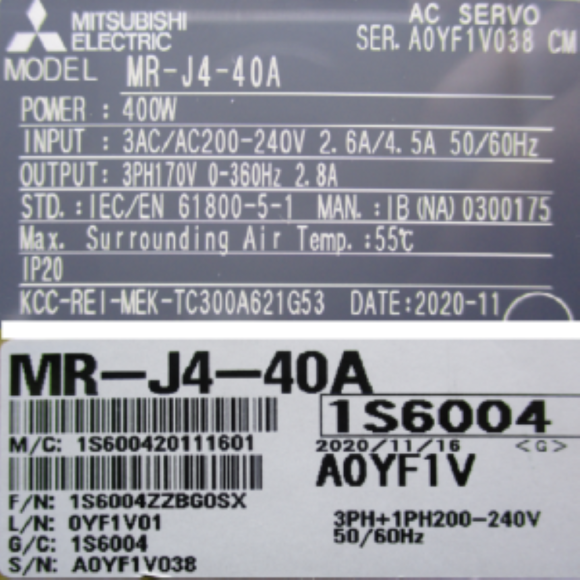 MITSUBISHI
ELECTRIC
AC SERVO
SER. A0YF1V038 CM
MODEL MR-J4-40A
POWER : 400W
INPUT : 3AC/AC200-240V 2.6A/4.5A 50/60Hz
OUTPUT: 3PH170V 0-360Hz 2.8A
STD. : IEC/EN 61800-5-1 MAN. : IB(NA)0300175
Max. Surrounding Air Temp. :55℃
IP20
KCC-REI-MEK-TC300A621G53 DATE:2020-11
MR-J4-40A
1S6004
M/C: 1S600420111601
2020/11/16 <G>
A0YF1V
F/N: 1S6004ZZBG0SX
L/N: 0YF1V01
3PH+1PH200-240V
G/C: 1S6004
50/60Hz
S/N: A0YF1V038